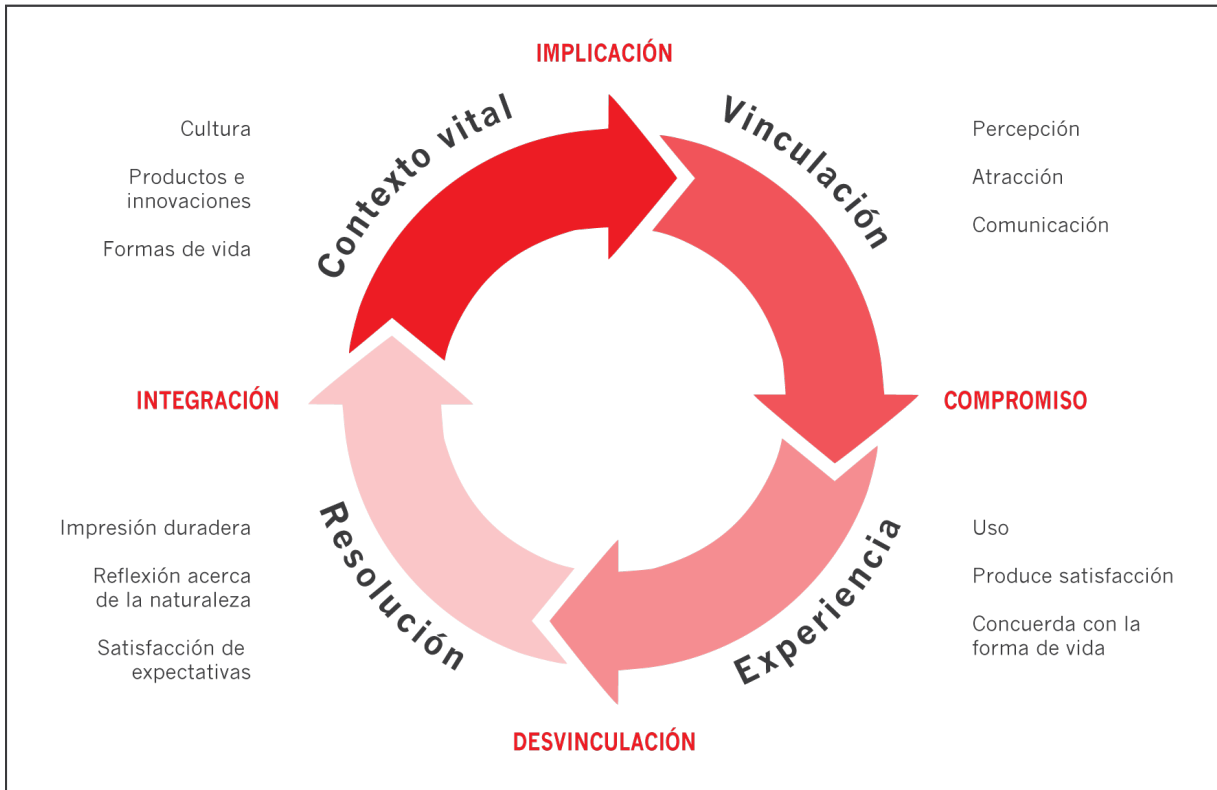 IMPLICACIÓN
Contexto vital
Vinculación
Cultura
Productos e
innovaciones
Formas de vida
Percepción
Atracción
Comunicación
INTEGRACIÓN
COMPROMISO
Impresión duradera
Reflexión acerca
de la naturaleza
Satisfacción de
expectativas
Resolución
Experiencia
Uso
Produce satisfacción
Concuerda con la
forma de vida
DESVINCULACIÓN